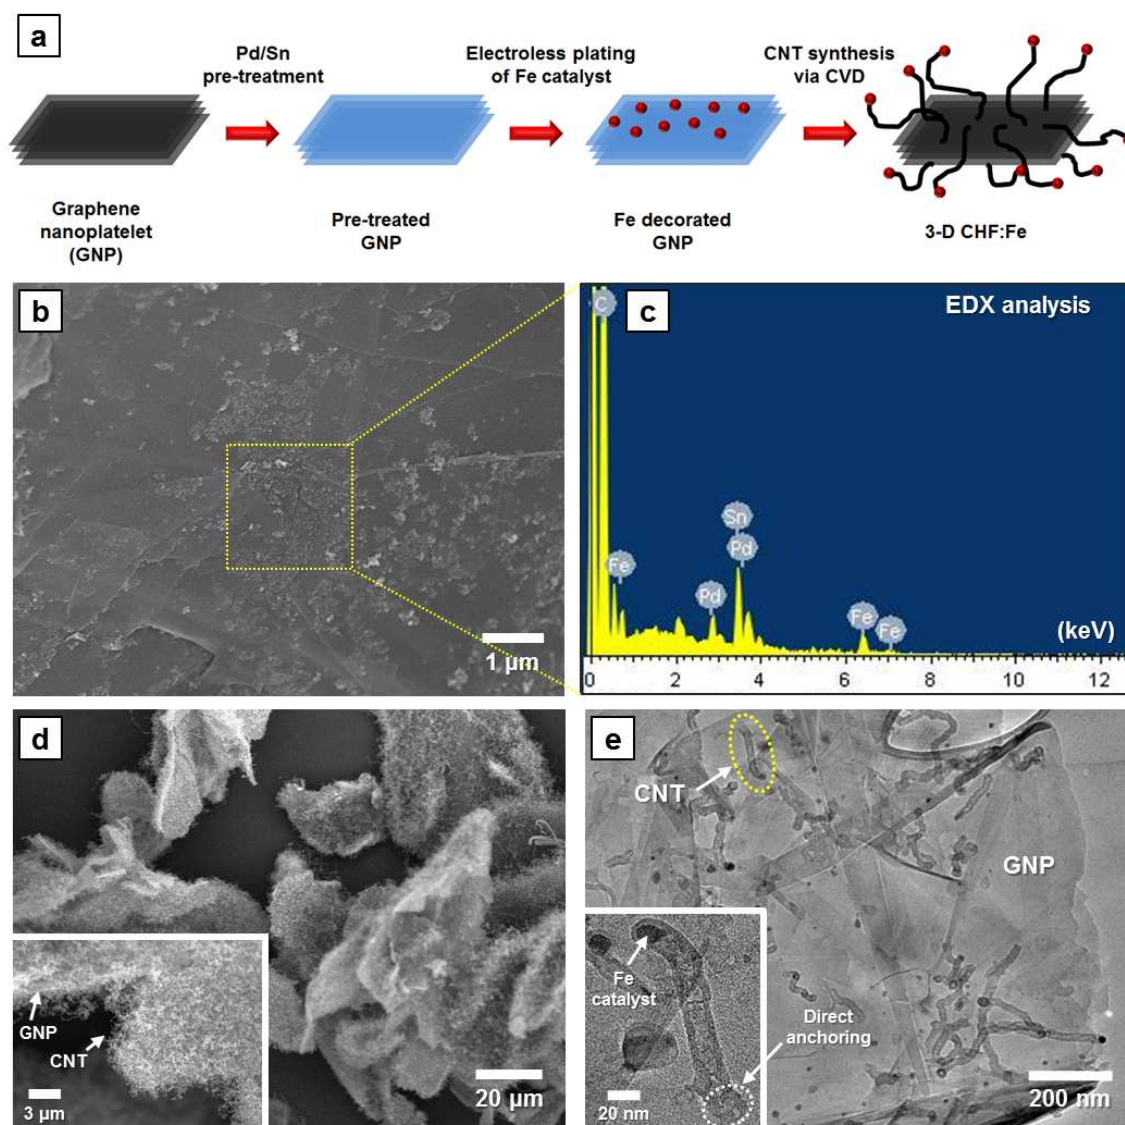 a
Pd/Sn
pre-treatment
Electroless plating
of Fe catalyst
CNT synthesis
via CVD
Graphene
nanoplatelet
(GNP)
Pre-treated
GNP
Fe decorated
GNP
3-D CHF:Fe
b
1 µm
c
EDX analysis
C
Fe
Pd
Sn
Pd
Fe
Fe
(keV)
0 2 4 6 8 10 12
d
GNP
CNT
3 µm
20 µm
e
CNT
GNP
Fe
catalyst
Direct
anchoring
20 nm
200 nm